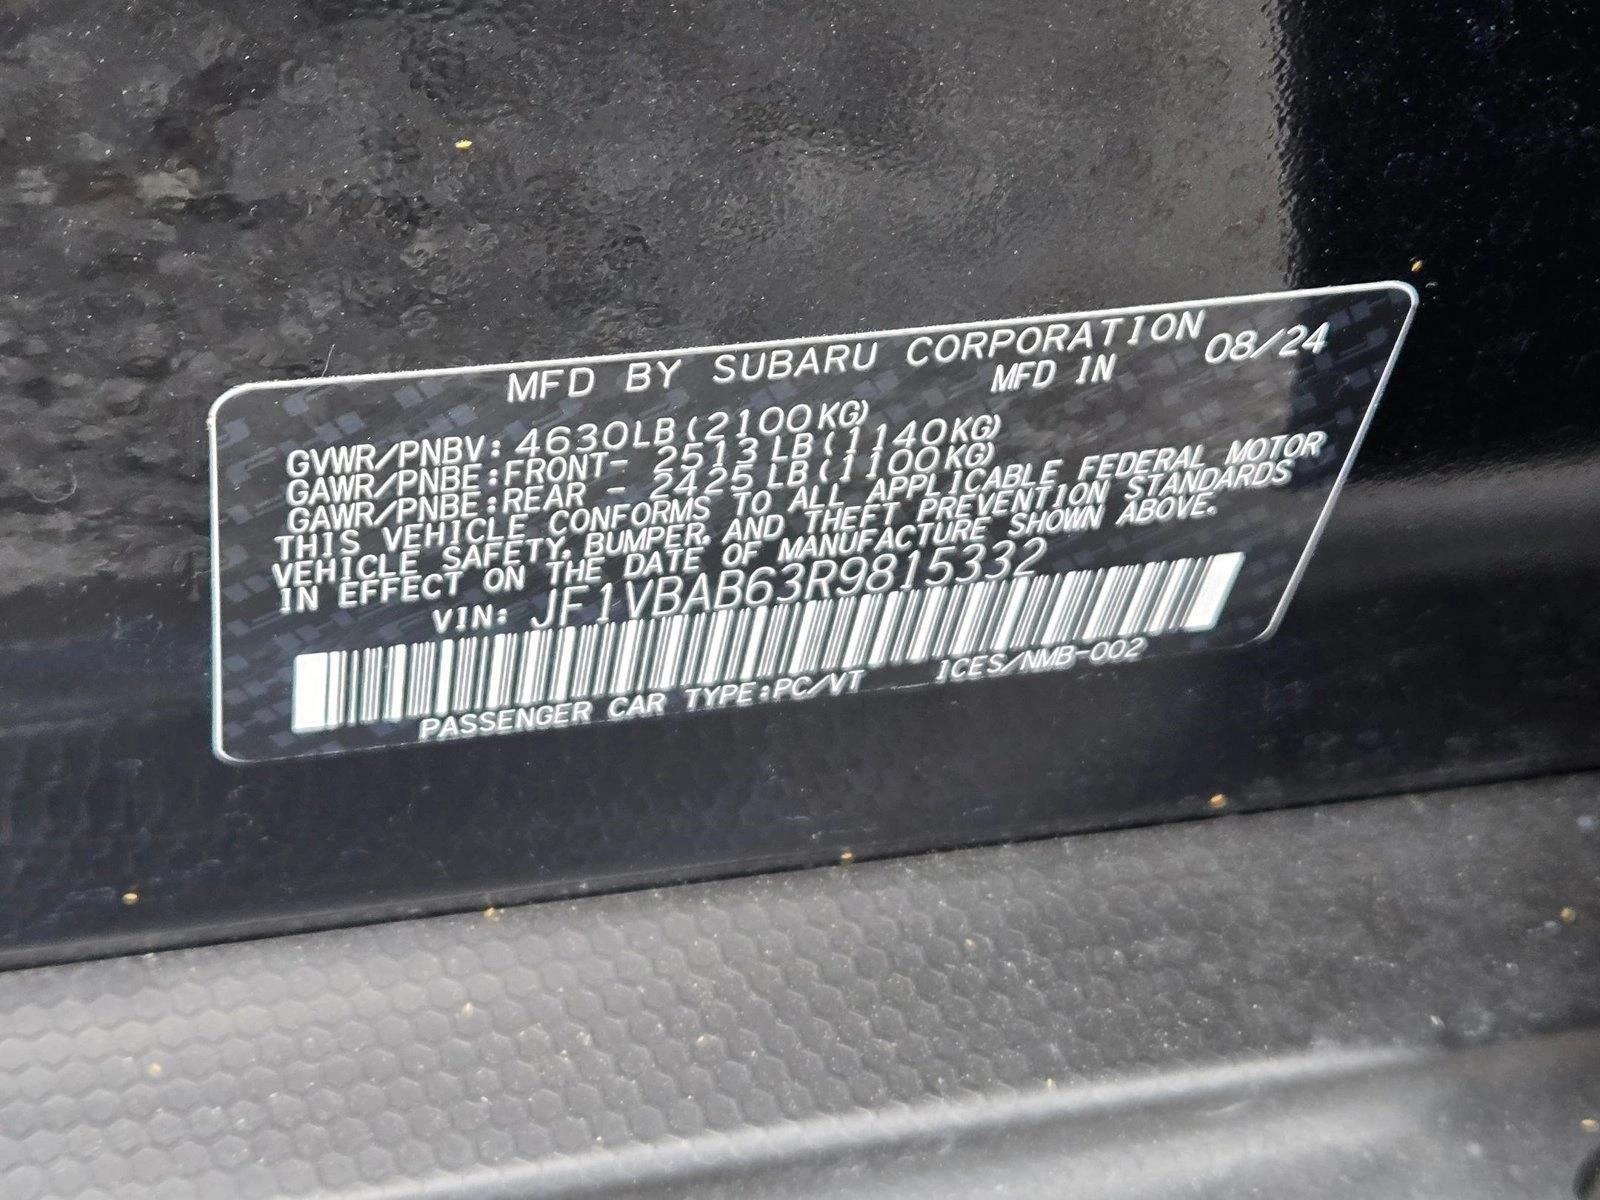 MFD BY SUBARU CORPORATION
MFD IN 08/24
GVWR/PNBV: 4630LB(2100KG)
GAWR/PNBE:FRONT- 2513LB(1140KG)
GAWR/PNBE:REAR - 2425LB(1100KG)
THIS VEHICLE CONFORMS TO ALL APPLICABLE FEDERAL MOTOR
VEHICLE SAFETY, BUMPER, AND THEFT PREVENTION STANDARDS
IN EFFECT ON THE DATE OF MANUFACTURE SHOWN ABOVE.
VIN: JF1VBAB63R9815332
PASSENGER CAR TYPE:PC/VT ICES/NMB-002